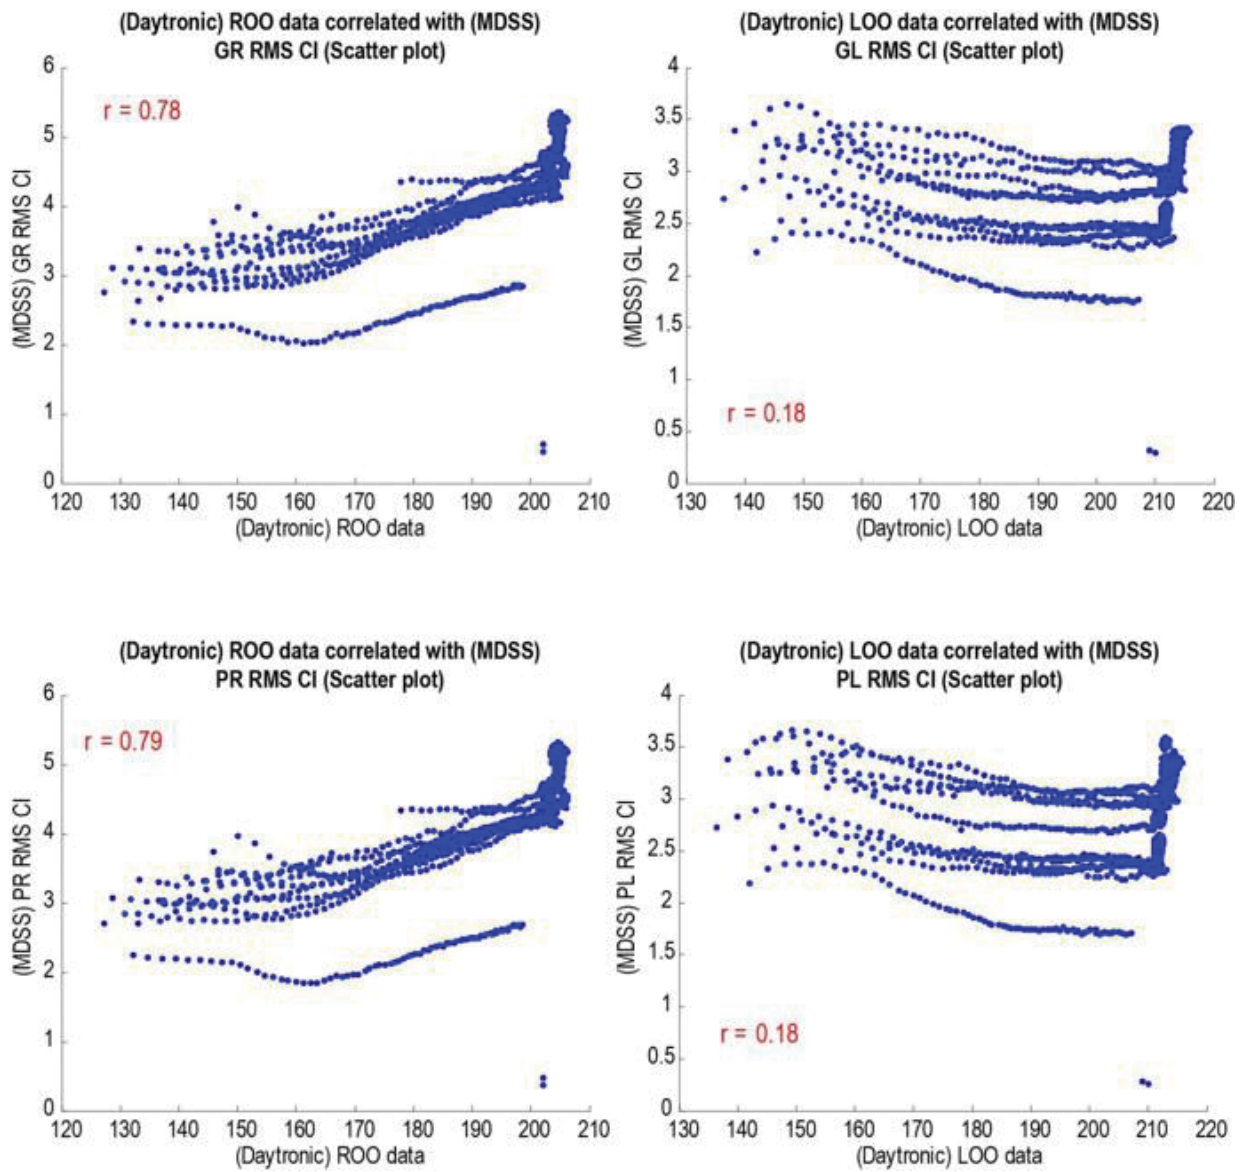 (Daytronic) ROO data correlated with (MDSS)
GR RMS CI (Scatter plot)
6
5
4
3
2
1
0
r = 0.78
(MDSS) GR RMS CI
120 130 140 150 160 170 180 190 200 210
(Daytronic) ROO data
(Daytronic) LOO data correlated with (MDSS)
GL RMS CI (Scatter plot)
4
3.5
3
2.5
2
1.5
1
0.5
0
r = 0.18
(MDSS) GL RMS CI
130 140 150 160 170 180 190 200 210 220
(Daytronic) LOO data
(Daytronic) ROO data correlated with (MDSS)
PR RMS CI (Scatter plot)
6
5
4
3
2
1
0
r = 0.79
(MDSS) PR RMS CI
120 130 140 150 160 170 180 190 200 210
(Daytronic) ROO data
(Daytronic) LOO data correlated with (MDSS)
PL RMS CI (Scatter plot)
4
3.5
3
2.5
2
1.5
1
0.5
0
r = 0.18
(MDSS) PL RMS CI
130 140 150 160 170 180 190 200 210 220
(Daytronic) LOO data